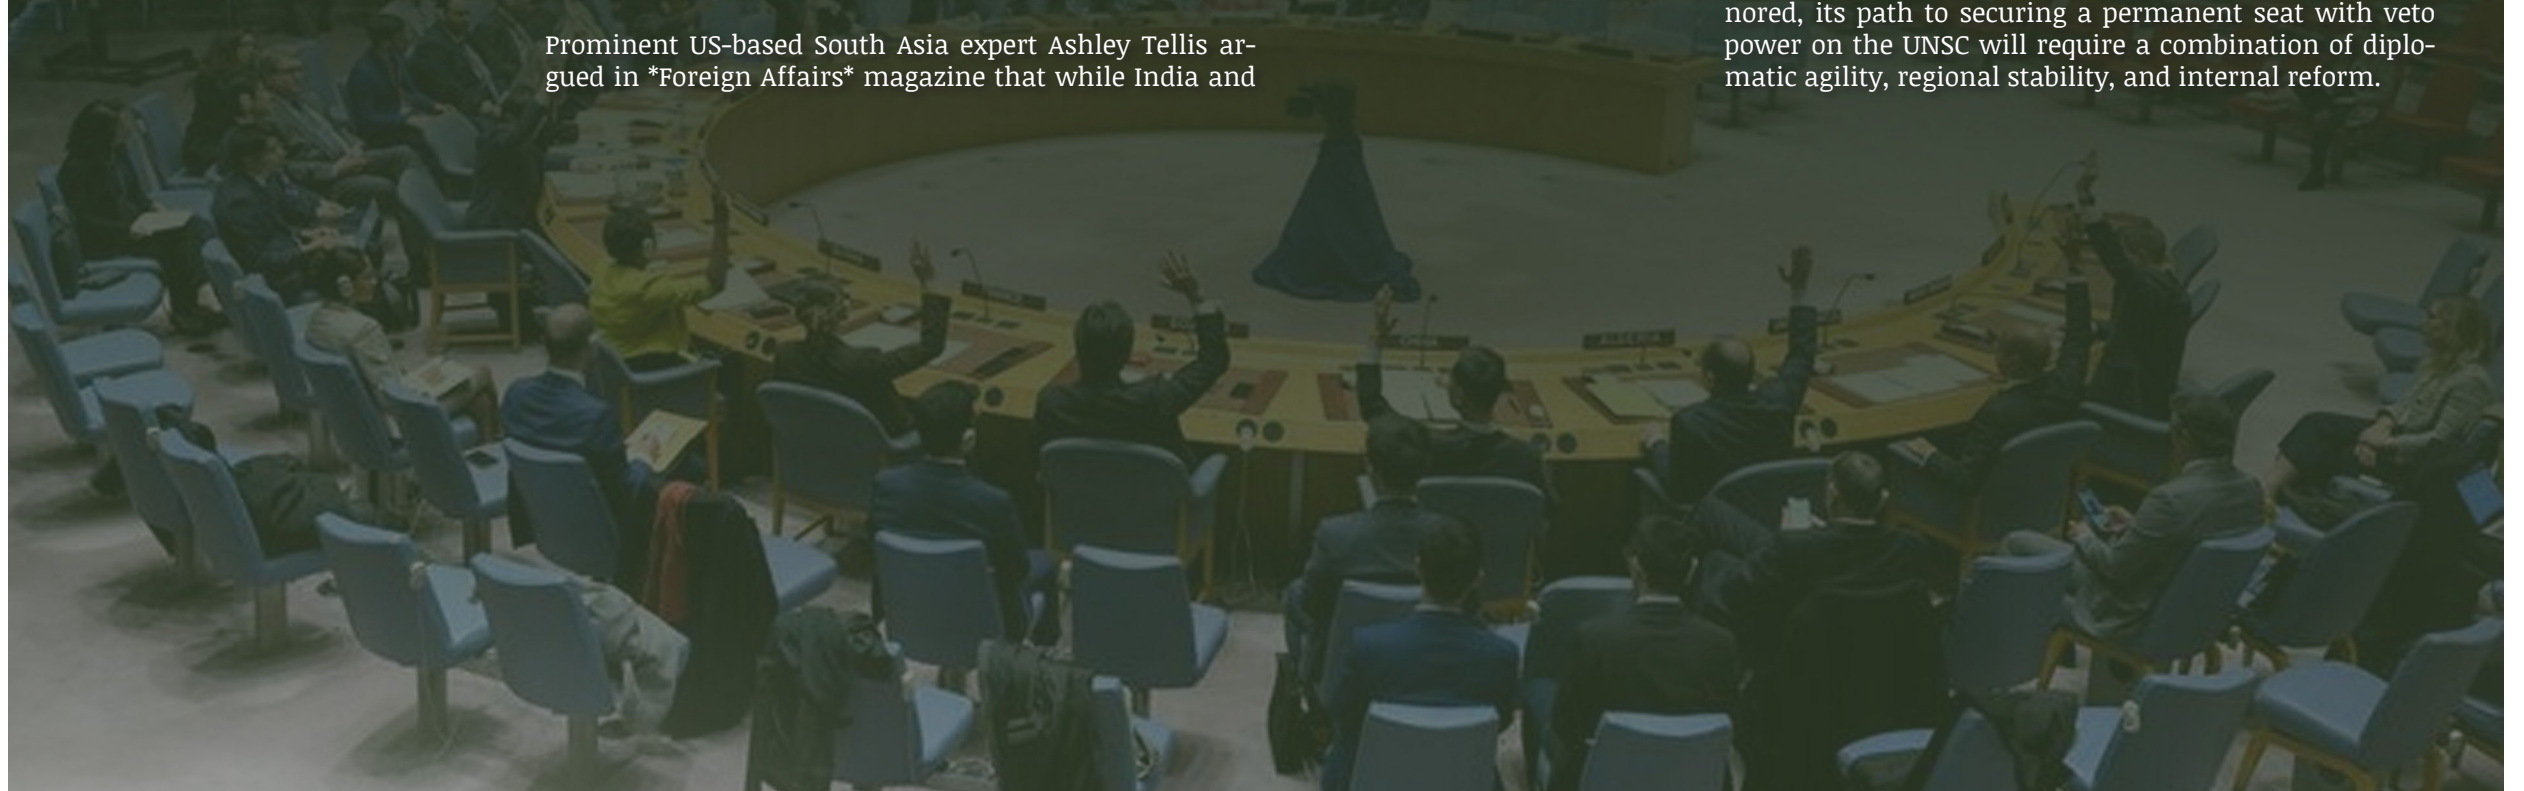 Prominent US-based South Asia expert Ashley Tellis ar-
gued in *Foreign Affairs* magazine that while India and
nored, its path to securing a permanent seat with veto
power on the UNSC will require a combination of diplo-
matic agility, regional stability, and internal reform.
ALGERIA